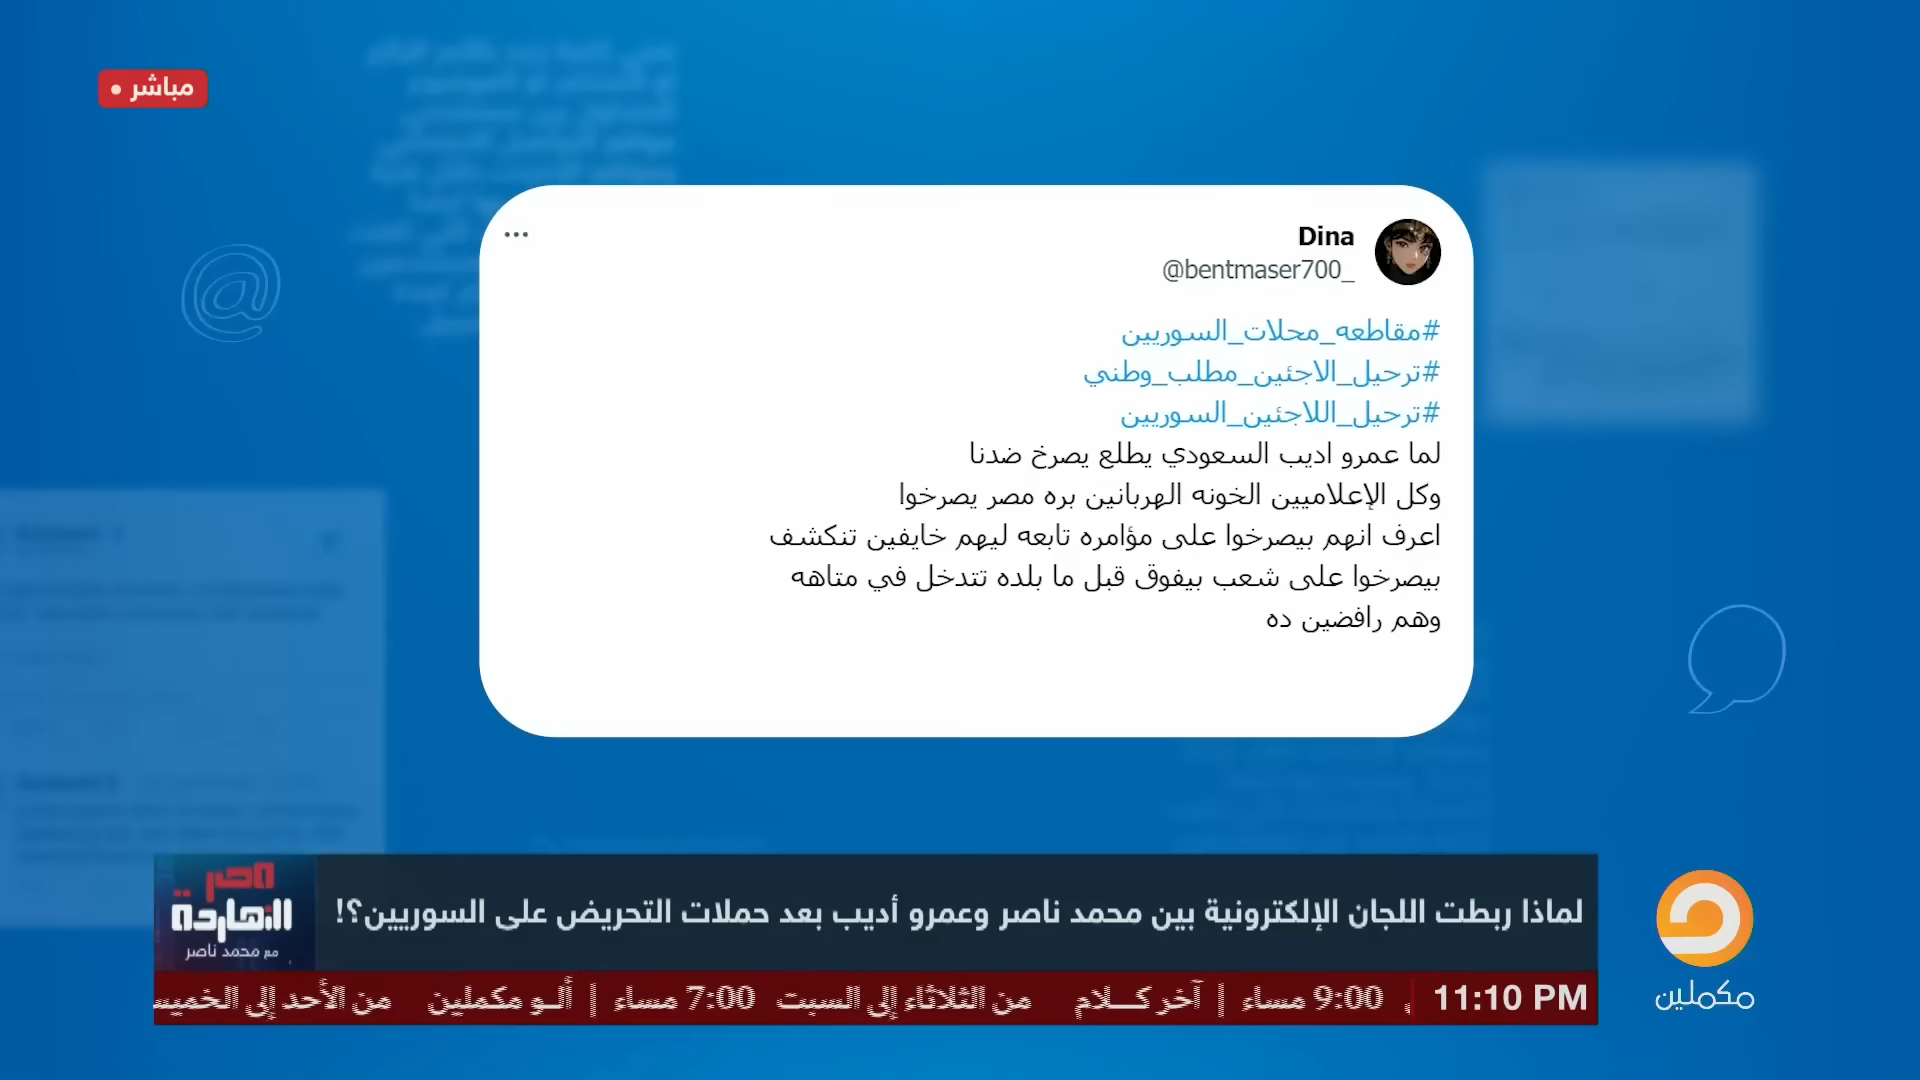 مباشر
Dina
@bentmaser700_
#مقاطعه_محلات_السوريين
#ترحيل_الاجئين_مطلب_وطني
#ترحيل_اللاجئين_السوريين
لما عمرو اديب السعودي يطلع يصرخ ضدنا
وكل الإعلاميين الخونه الهربانين بره مصر يصرخوا
اعرف انهم بيصرخوا على مؤامره تابعه ليهم خايفين تنكشف
بيصرخوا على شعب بيفوق قبل ما بلده تتدخل في متاهه
وهم رافضين ده
لماذا ربطت اللجان الإلكترونية بين محمد ناصر وعمرو أديب بعد حملات التحريض على السوريين؟!
مصر
النهاردة
مع محمد ناصر
11:10 PM
9:00 مساء | آخر كـــلام من الثلاثاء إلى السبت 7:00 مساء | ألـو مكملين من الأحد إلى
مكملين